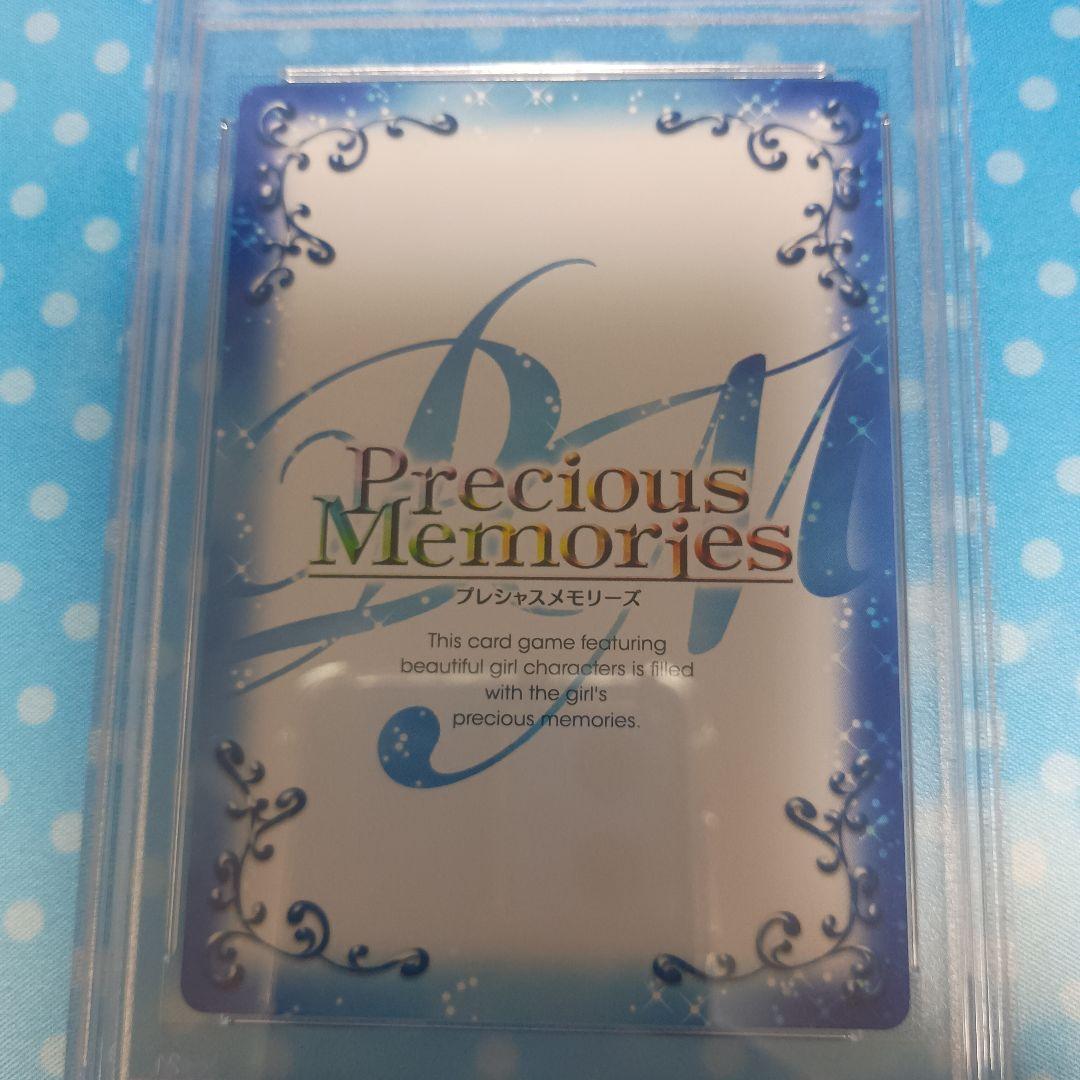 PM
Precious
Memories
プレシャスメモリーズ
This card game featuring
beautiful girl characters is filled
with the girl's
precious memories.